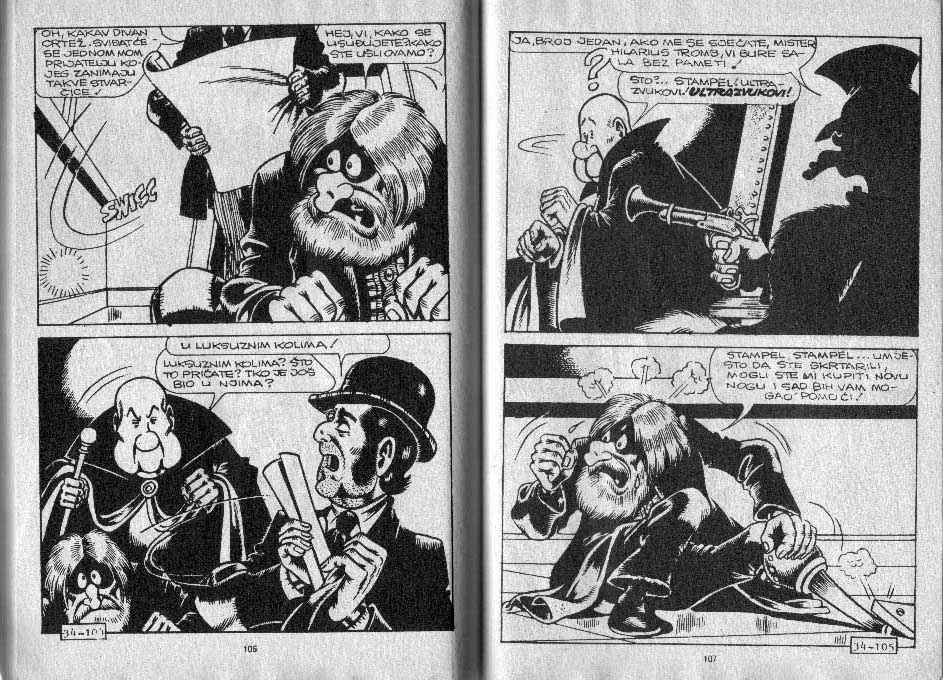 OH, KAKAV DIVAN
CRTEŽ. SVIĐAT ĆE
SE JEDNOM MOM
PRIJATELJU KO-
JEG ZANIMAJU
TAKVE STVAR-
ČICE!
HEJ, VI, KAKO SE
USUĐUJETE? KAKO
STE UŠLI OVAMO?
SWISC
U LUKSUZNIM KOLIMA!
LUKSUZNIM KOLIMA? ŠTO
TO PRIČATE? TKO JE JOŠ
BIO U NJIMA?
34-104
106
JA, BROJ JEDAN, AKO ME SE SJEĆATE, MISTER
HILARIUS TROMB, VI BURE SA-
LA BEZ PAMETI!
?
ŠTO?.. STAMPEL! ULTRA-
ZVUKOVI! ULTRAZVUKOVI!
STAMPEL, STAMPEL... UMJE-
STO DA STE ŠKRTARILI,
MOGLI STE MI KUPITI NOVU
NOGU I SAD BIH VAM MO-
GAO POMOĆI!
34-105
107